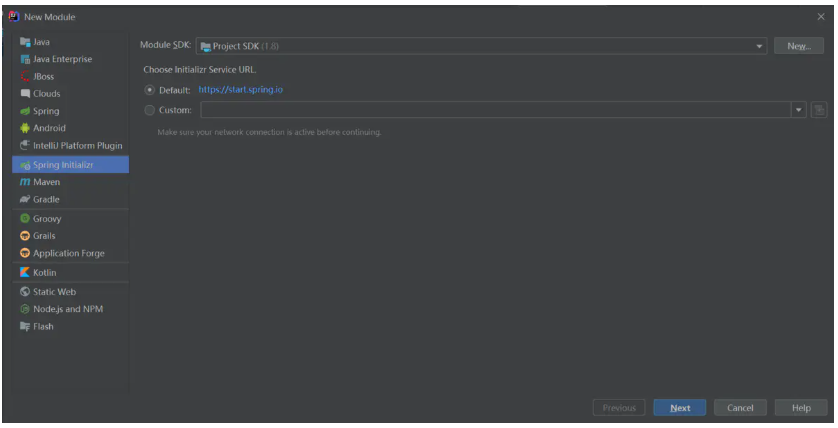 New Module
Java
Java Enterprise
JBoss
Clouds
Spring
Android
IntelliJ Platform Plugin
Spring Initializr
Maven
Gradle
Groovy
Grails
Application Forge
Kotlin
Static Web
Node.js and NPM
Flash
Module SDK: Project SDK (1.8) New...
Choose Initializr Service URL.
Default: https://start.spring.io
Custom:
Make sure your network connection is active before continuing.
Previous Next Cancel Help